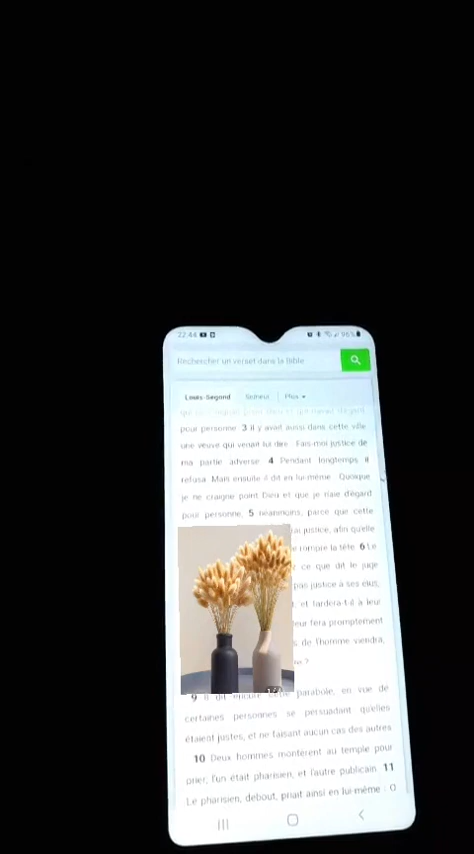 22:44
96%
Rechercher un verset dans la Bible
Louis-Segond Semeur Plus
pour personne. 3 Il y avait aussi dans cette ville
une veuve qui venait lui dire : Fais-moi justice de
ma partie adverse. 4 Pendant longtemps il
refusa. Mais ensuite il dit en lui-même : Quoique
je ne craigne point Dieu et que je n'aie d'égard
pour personne, 5 néanmoins, parce que cette
rai justice, afin qu'elle
e rompre la tête. 6 Le
ce que dit le juge
pas justice à ses élus,
et tardera-t-il à leur
leur fera promptement
de l'homme viendra,
9 Il dit encore cette parabole, en vue de
certaines personnes se persuadant qu'elles
étaient justes, et ne faisant aucun cas des autres
10 Deux hommes montèrent au temple pour
prier; l'un était pharisien, et l'autre publicain. 11
Le pharisien, debout, priait ainsi en lui-même : O